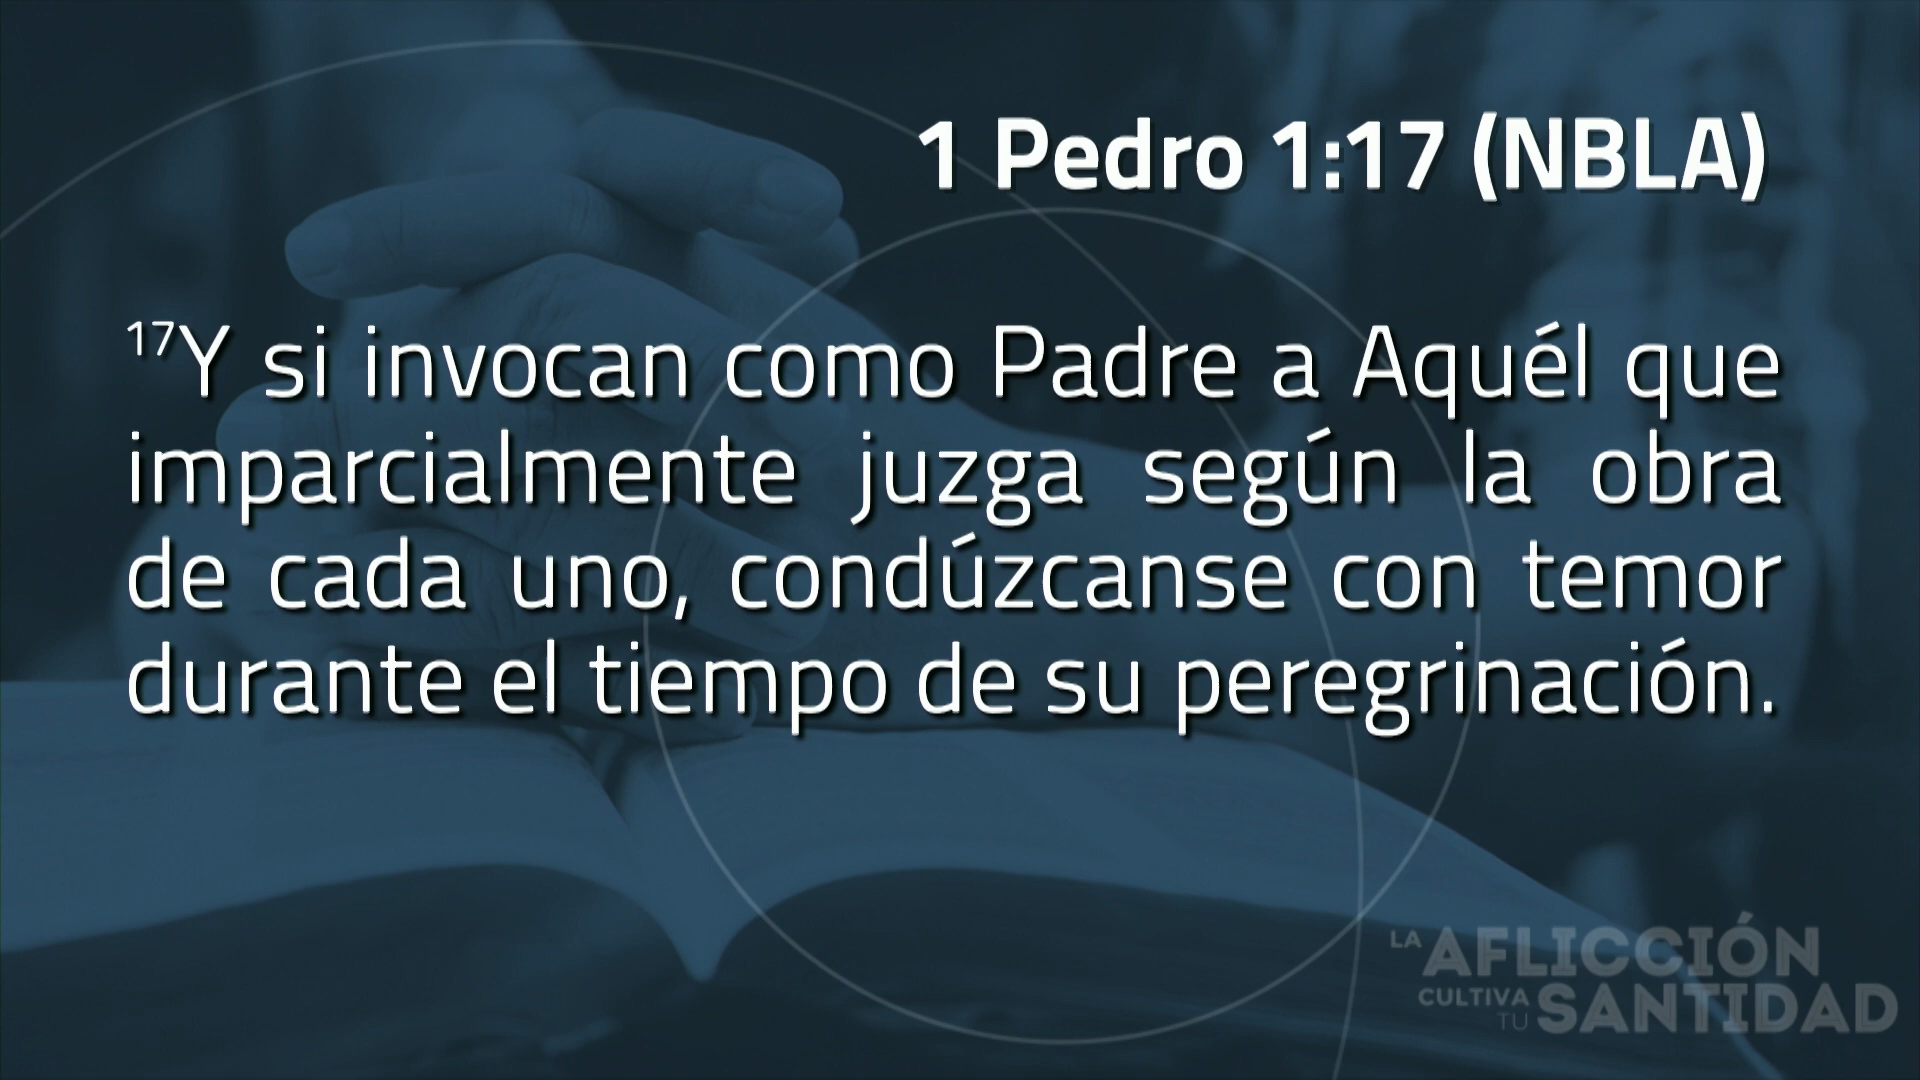 1 Pedro 1:17 (NBLA)
17Y si invocan como Padre a Aquél que
imparcialmente juzga según la obra
de cada uno, condúzcanse con temor
durante el tiempo de su peregrinación.
LA AFLICCIÓN
CULTIVA TU SANTIDAD